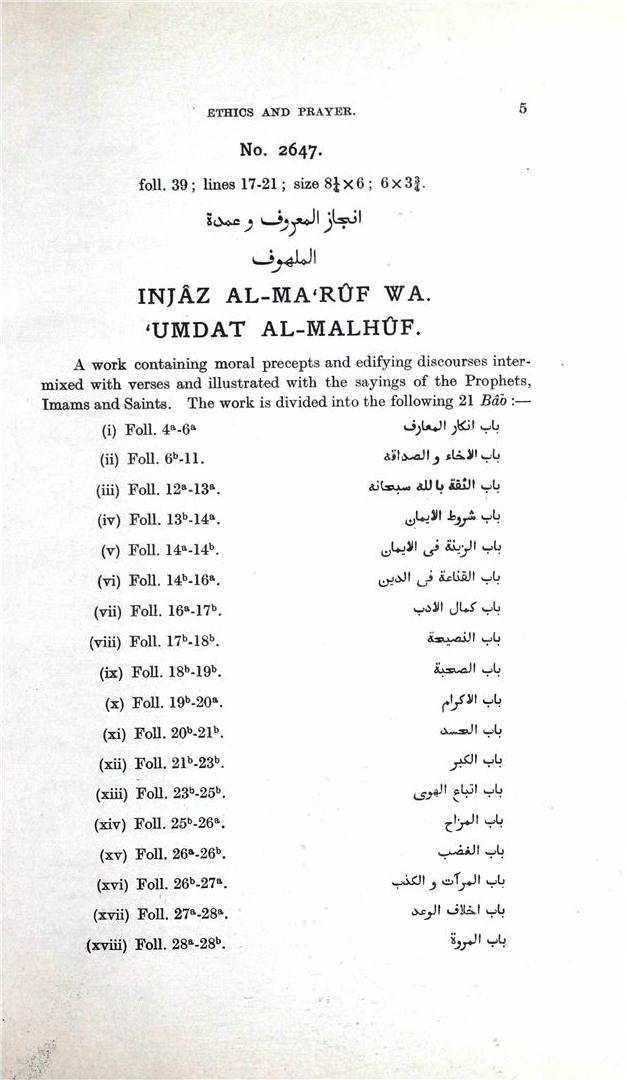 ETHICS AND PRAYER. 5
No. 2647.
foll. 39; lines 17-21; size 8¼×6; 6×3¾.
انجاز المعروف و عمدة
الملهوف
INJÂZ AL-MA‘RÛF WA.
‘UMDAT AL-MALHÛF.
A work containing moral precepts and edifying discourses inter-
mixed with verses and illustrated with the sayings of the Prophets,
Imams and Saints. The work is divided into the following 21 Bâb :—
(i) Foll. 4ᵃ-6ᵃ باب انكار المعارف
(ii) Foll. 6ᵇ-11. باب الاخاء و الصداقة
(iii) Foll. 12ᵃ-13ᵃ. باب الثقة بالله سبحانه
(iv) Foll. 13ᵇ-14ᵃ. باب شروط الايمان
(v) Foll. 14ᵃ-14ᵇ. باب الزينة فى الايمان
(vi) Foll. 14ᵇ-16ᵃ. باب القناعة فى الدين
(vii) Foll. 16ᵃ-17ᵇ. باب كمال الادب
(viii) Foll. 17ᵇ-18ᵇ. باب النصيحة
(ix) Foll. 18ᵇ-19ᵇ. باب الصحبة
(x) Foll. 19ᵇ-20ᵃ. باب الاكرام
(xi) Foll. 20ᵇ-21ᵇ. باب الحسد
(xii) Foll. 21ᵇ-23ᵇ. باب الكبر
(xiii) Foll. 23ᵇ-25ᵇ. باب اتباع الهوى
(xiv) Foll. 25ᵇ-26ᵃ. باب المزاح
(xv) Foll. 26ᵃ-26ᵇ. باب الغضب
(xvi) Foll. 26ᵇ-27ᵃ. باب المرآت و الكذب
(xvii) Foll. 27ᵃ-28ᵃ. باب اخلاف الوعد
(xviii) Foll. 28ᵃ-28ᵇ. باب المروة